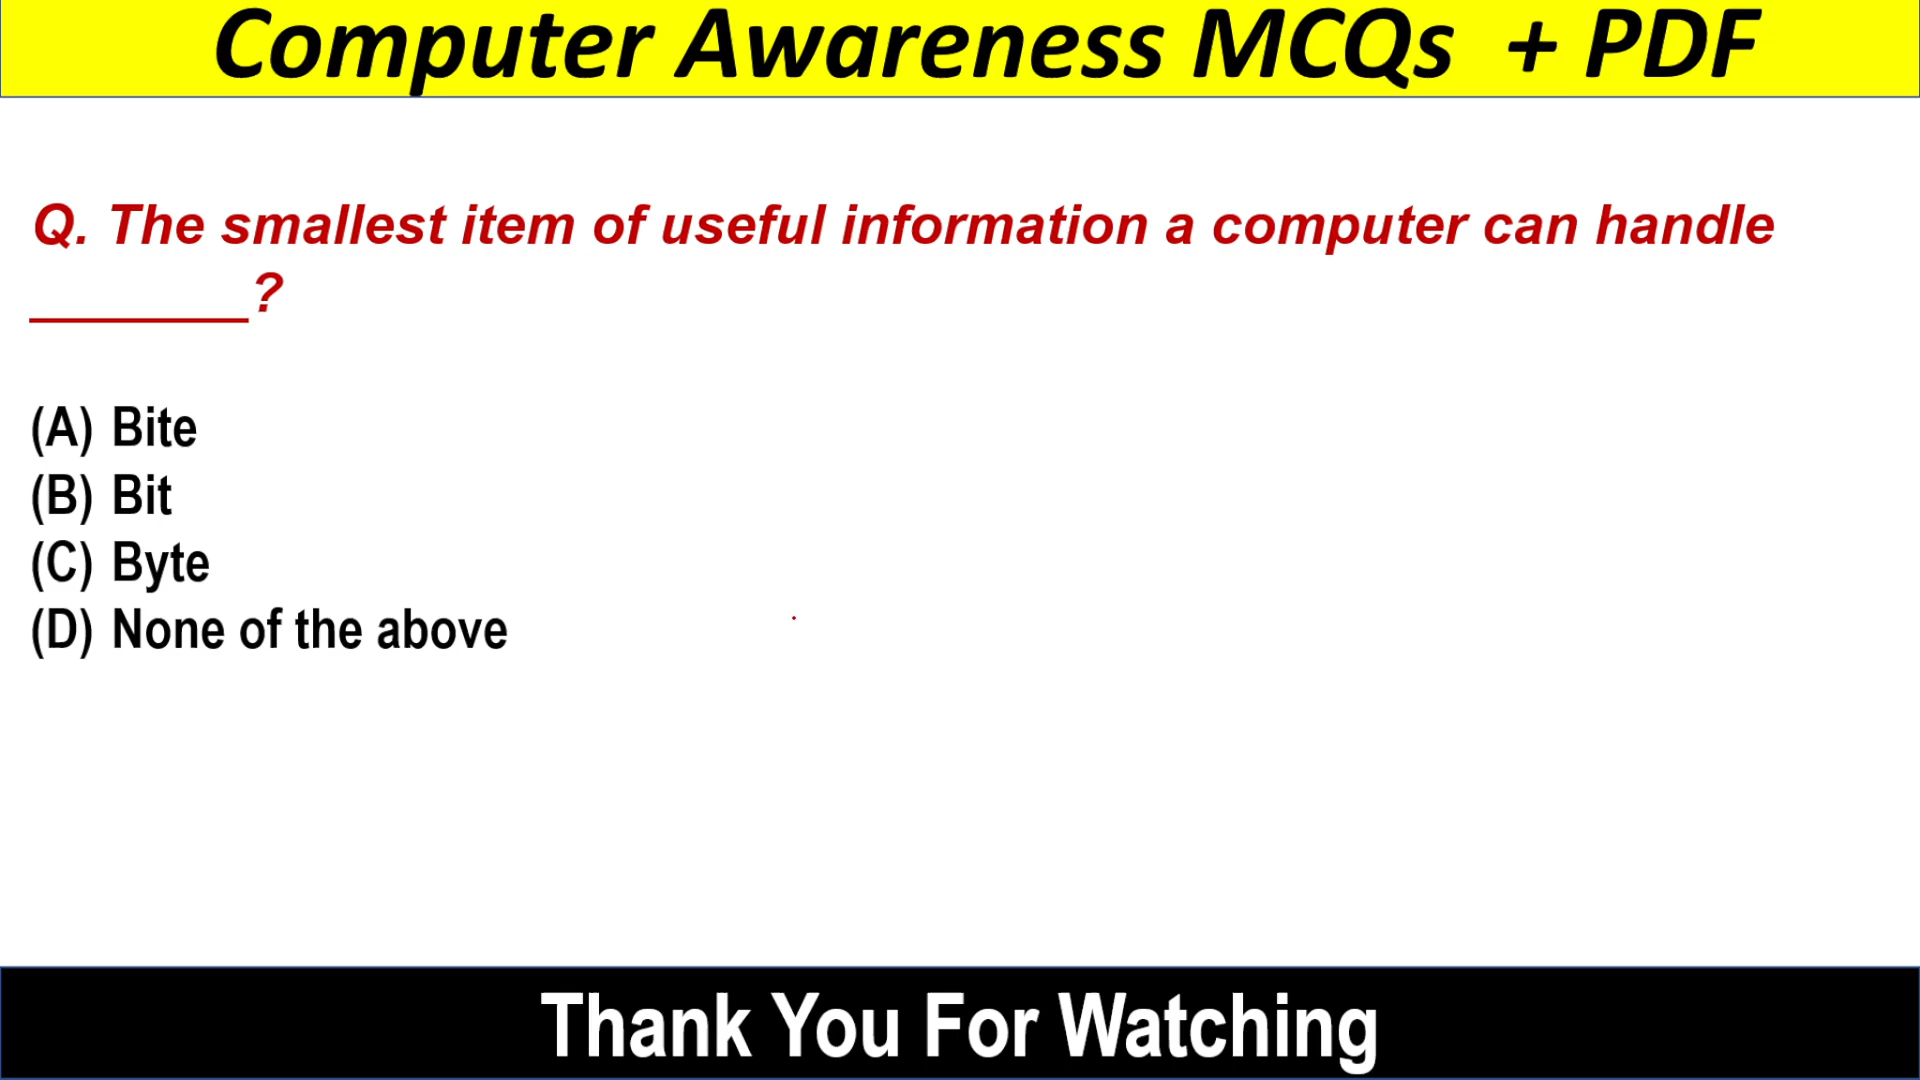 Computer Awareness MCQs + PDF
Q. The smallest item of useful information a computer can handle
_______?
(A) Bite
(B) Bit
(C) Byte
(D) None of the above
Thank You For Watching